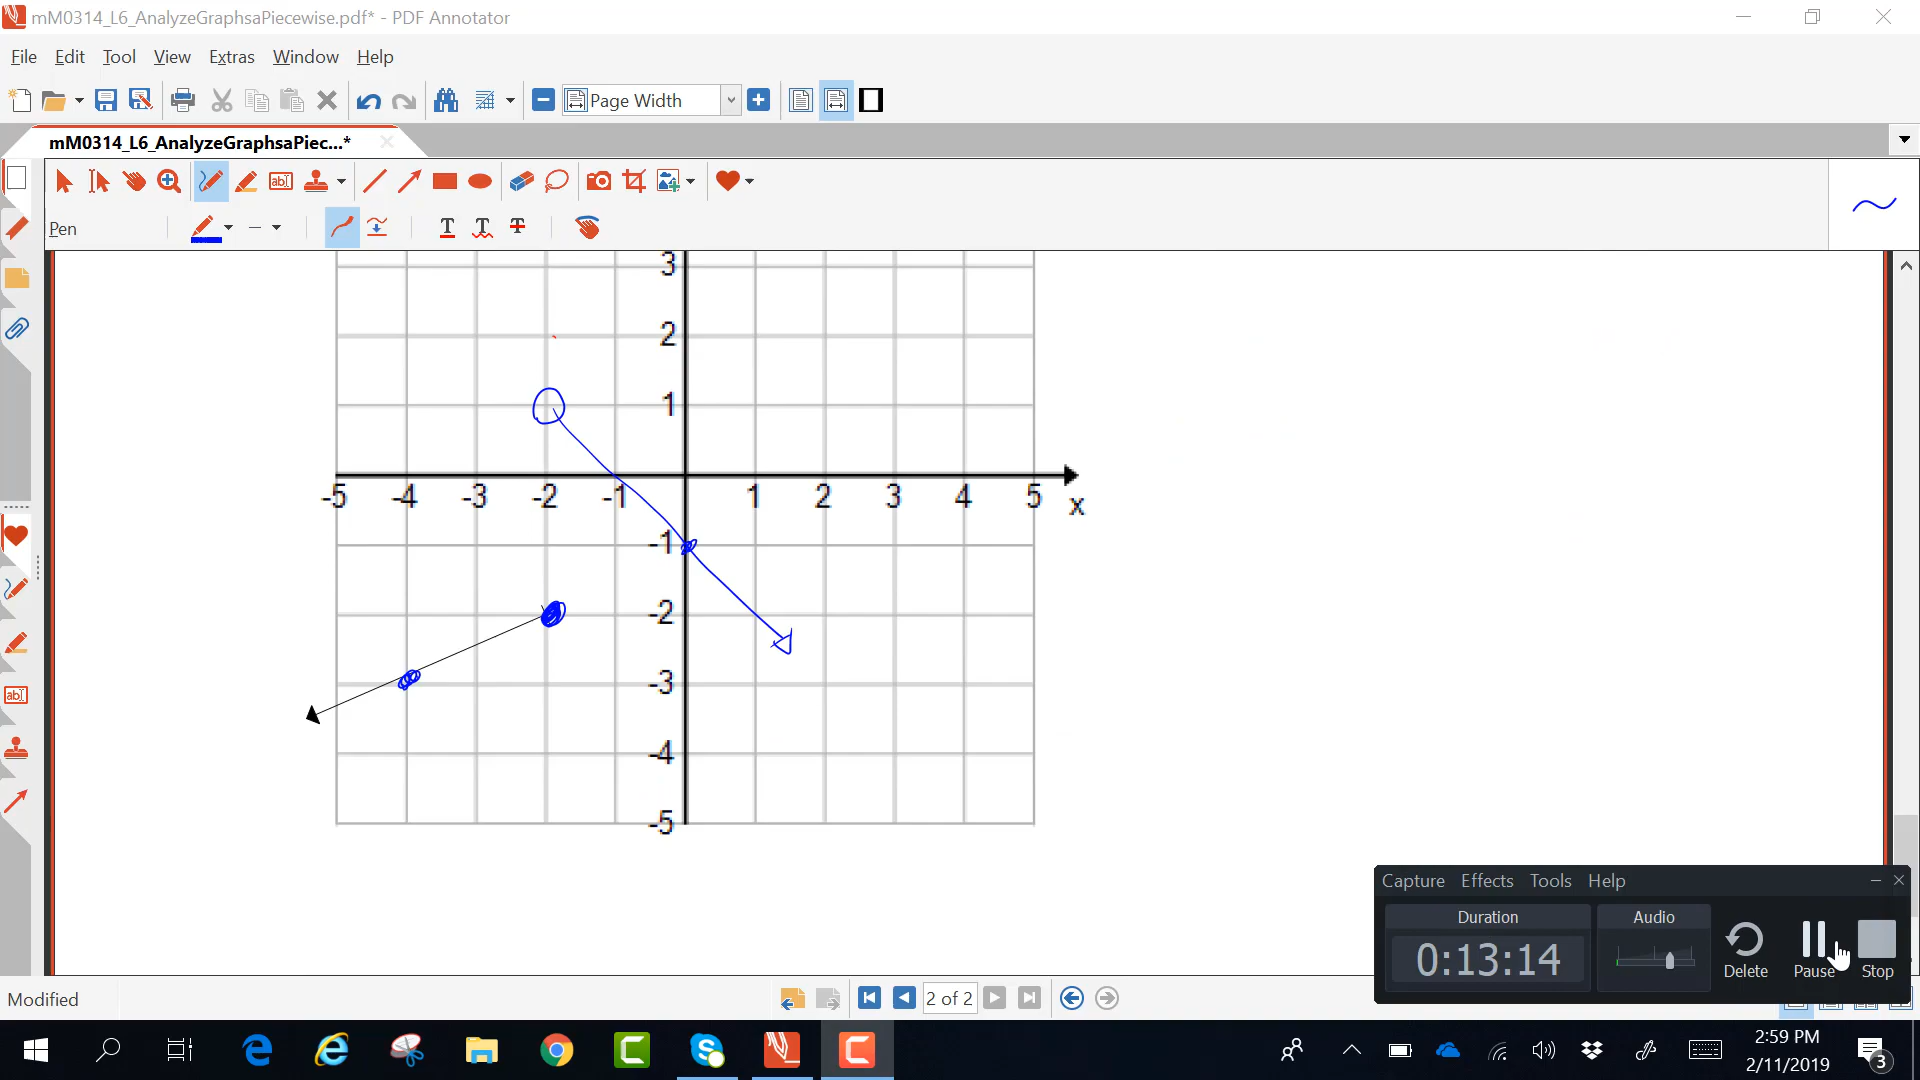 mM0314_L6_AnalyzeGraphsaPiecewise.pdf* - PDF Annotator
File Edit Tool View Extras Window Help
Page Width
mM0314_L6_AnalyzeGraphsaPiec...*
Pen
3
2
1
-5 -4 -3 -2 -1 1 2 3 4 5
x
-1
-2
-3
-4
-5
Capture Effects Tools Help
Duration Audio
0:13:14
Delete Pause Stop
Modified
2 of 2
2:59 PM
2/11/2019
3